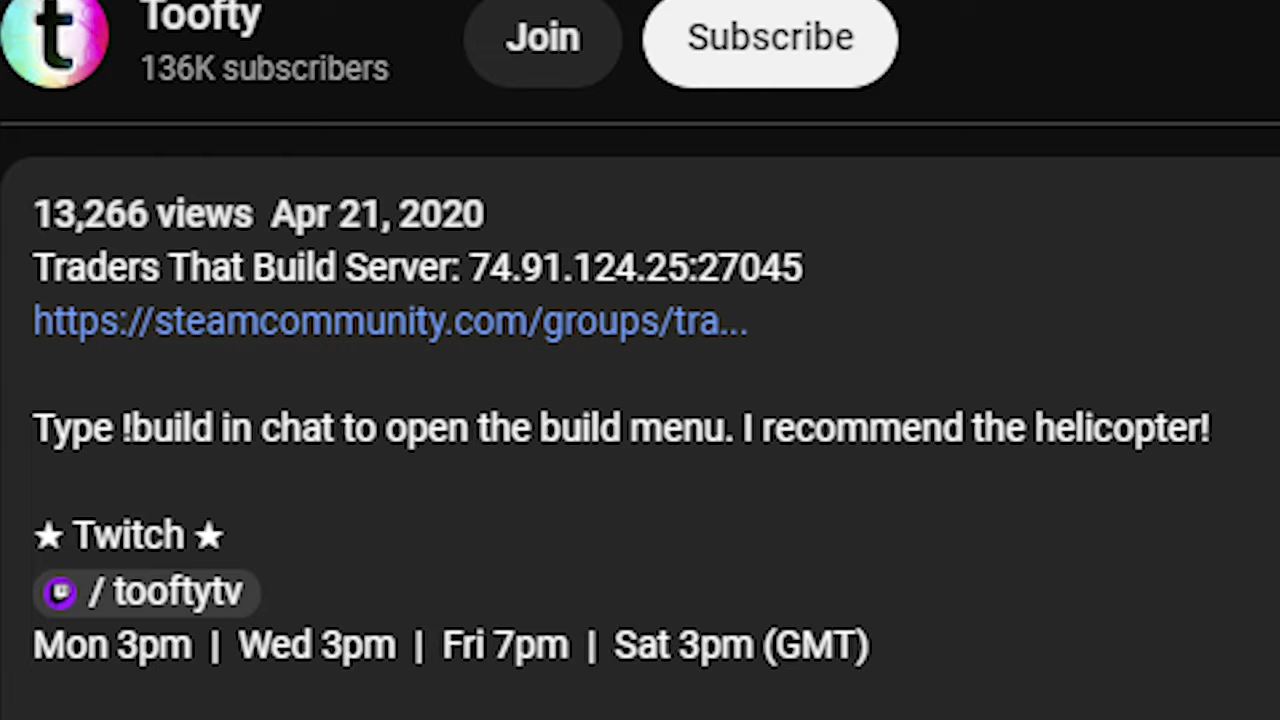 t
Toofty
136K subscribers
Join
Subscribe
13,266 views Apr 21, 2020
Traders That Build Server: 74.91.124.25:27045
https://steamcommunity.com/groups/tra...
Type !build in chat to open the build menu. I recommend the helicopter!
★ Twitch ★
/ tooftytv
Mon 3pm | Wed 3pm | Fri 7pm | Sat 3pm (GMT)